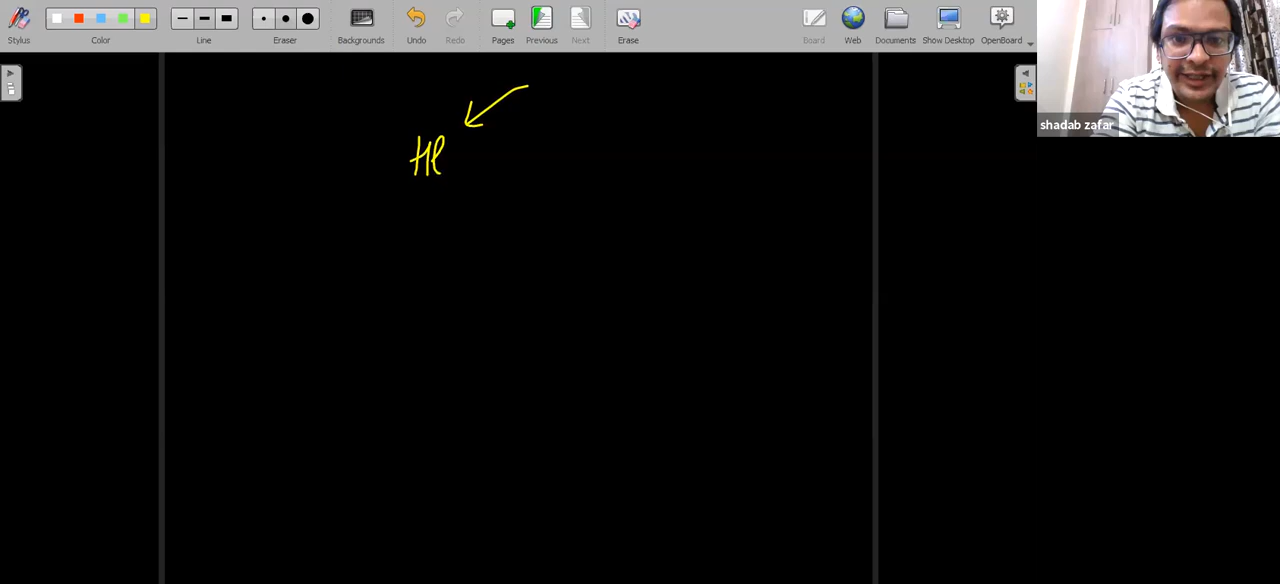 Stylus Color Line Eraser Backgrounds Undo Redo Pages Previous Next Erase Board Web Documents Show Desktop OpenBoard
shadab zafar
He